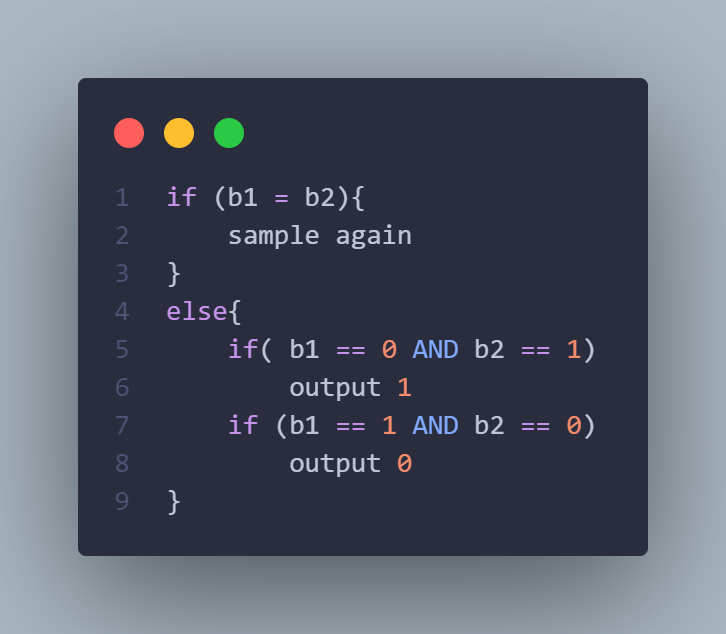 1 if (b1 = b2){
2 sample again
3 }
4 else{
5 if( b1 == 0 AND b2 == 1)
6 output 1
7 if (b1 == 1 AND b2 == 0)
8 output 0
9 }